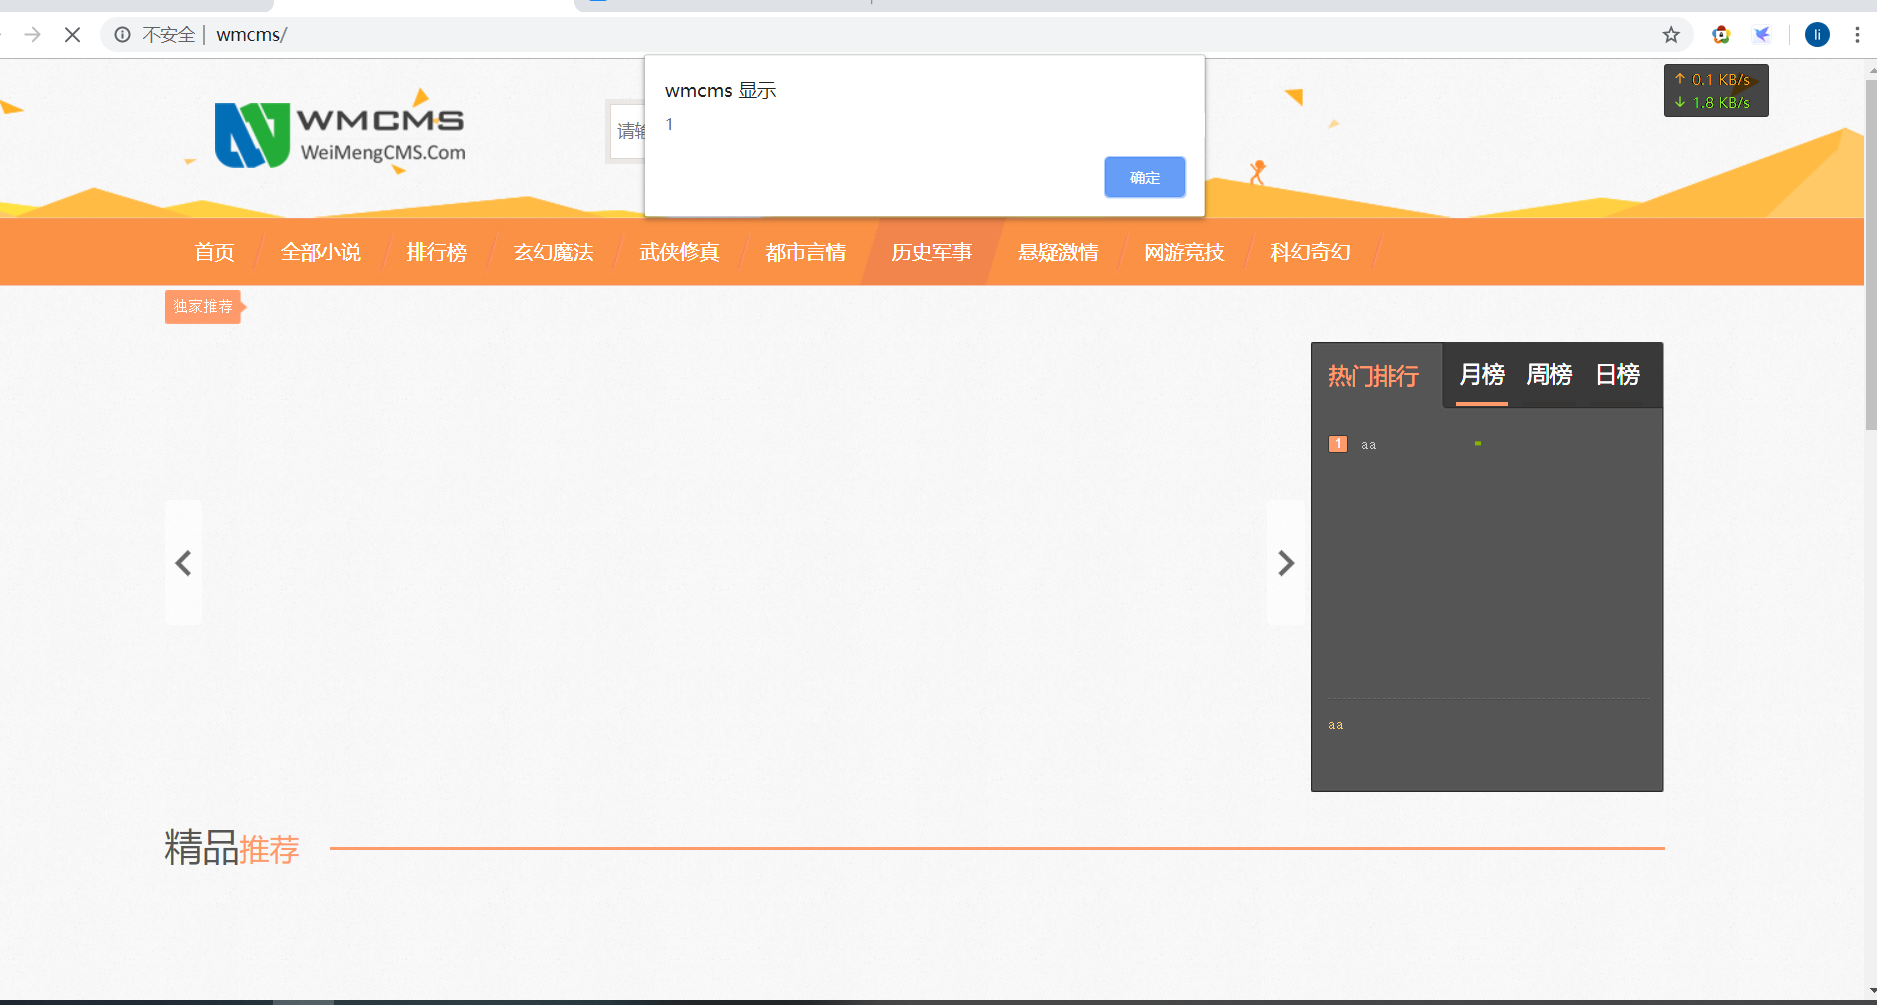 不安全 | wmcms/
li
wmcms 显示
1
确定
↑ 0.1 KB/s
↓ 1.8 KB/s
WMCMS
WeiMengCMS.Com
请输
首页 全部小说 排行榜 玄幻魔法 武侠修真 都市言情 历史军事 悬疑激情 网游竞技 科幻奇幻
独家推荐
热门排行 月榜 周榜 日榜
1 aa
aa
精品推荐